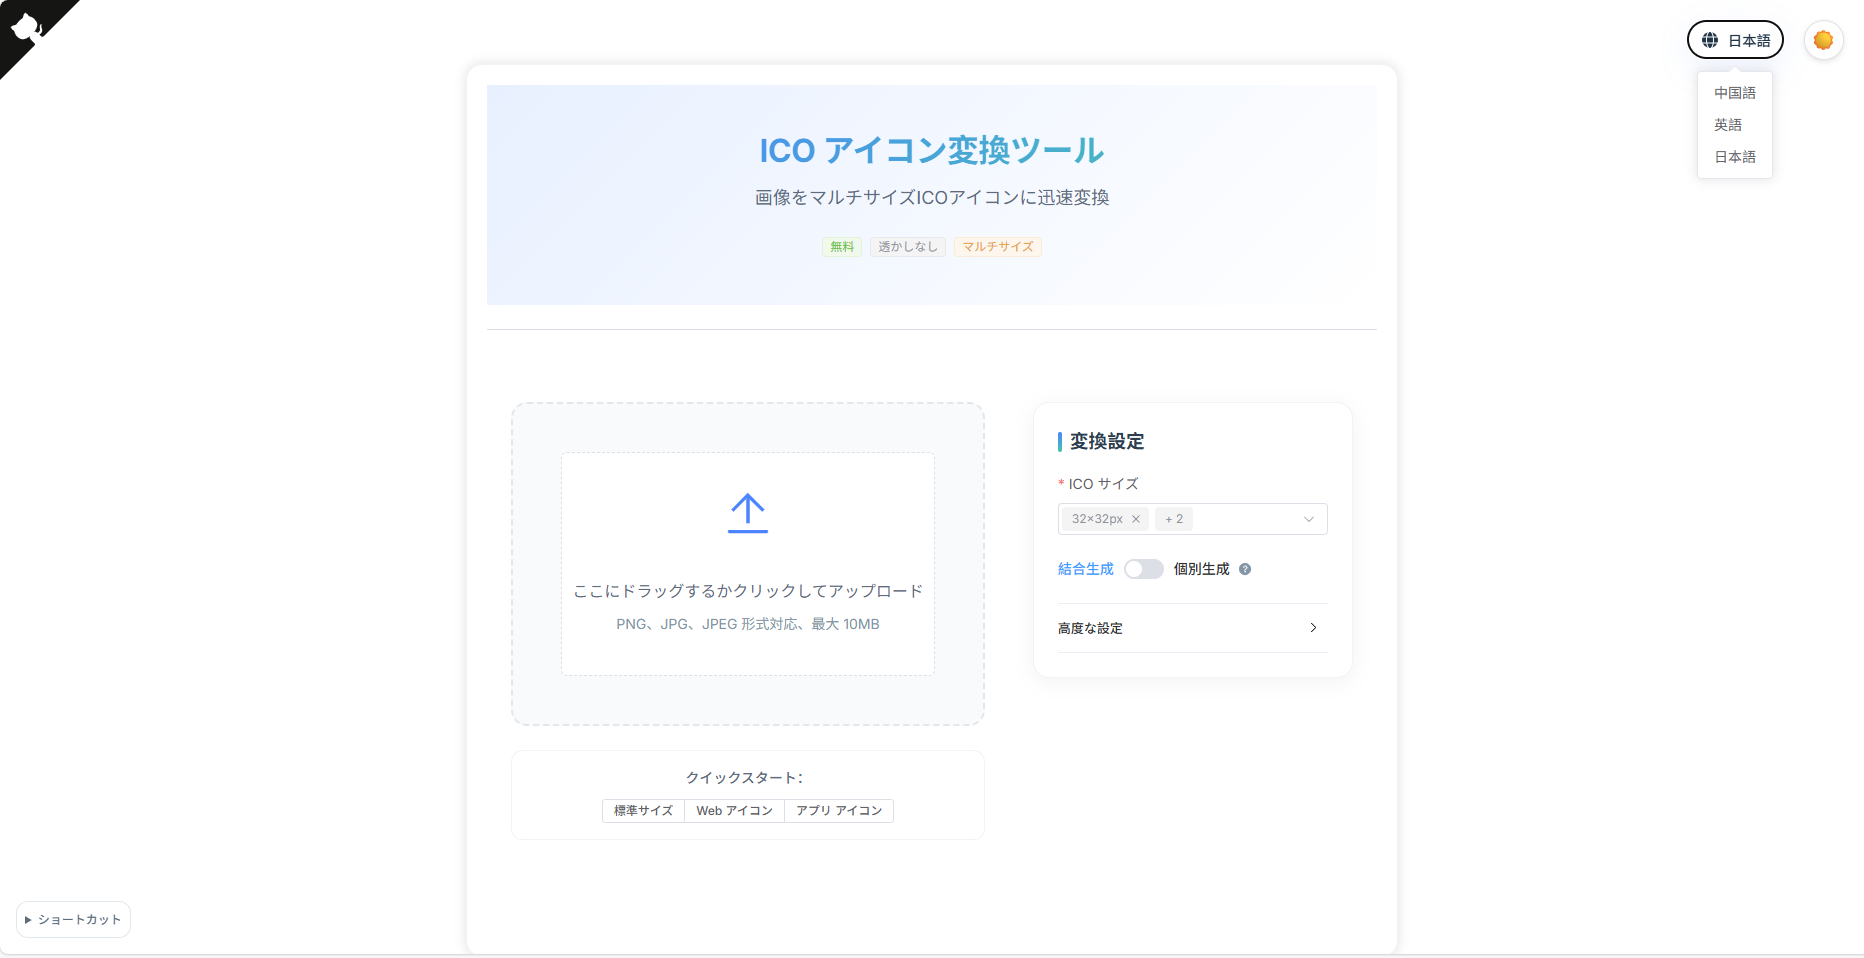 日本語
中国語
英語
日本語
ICO アイコン変換ツール
画像をマルチサイズICOアイコンに迅速変換
無料 透かしなし マルチサイズ
ここにドラッグするかクリックしてアップロード
PNG、JPG、JPEG 形式対応、最大 10MB
クイックスタート：
標準サイズ Web アイコン アプリ アイコン
変換設定
* ICO サイズ
32×32px × + 2
結合生成 個別生成 ?
高度な設定
ショートカット